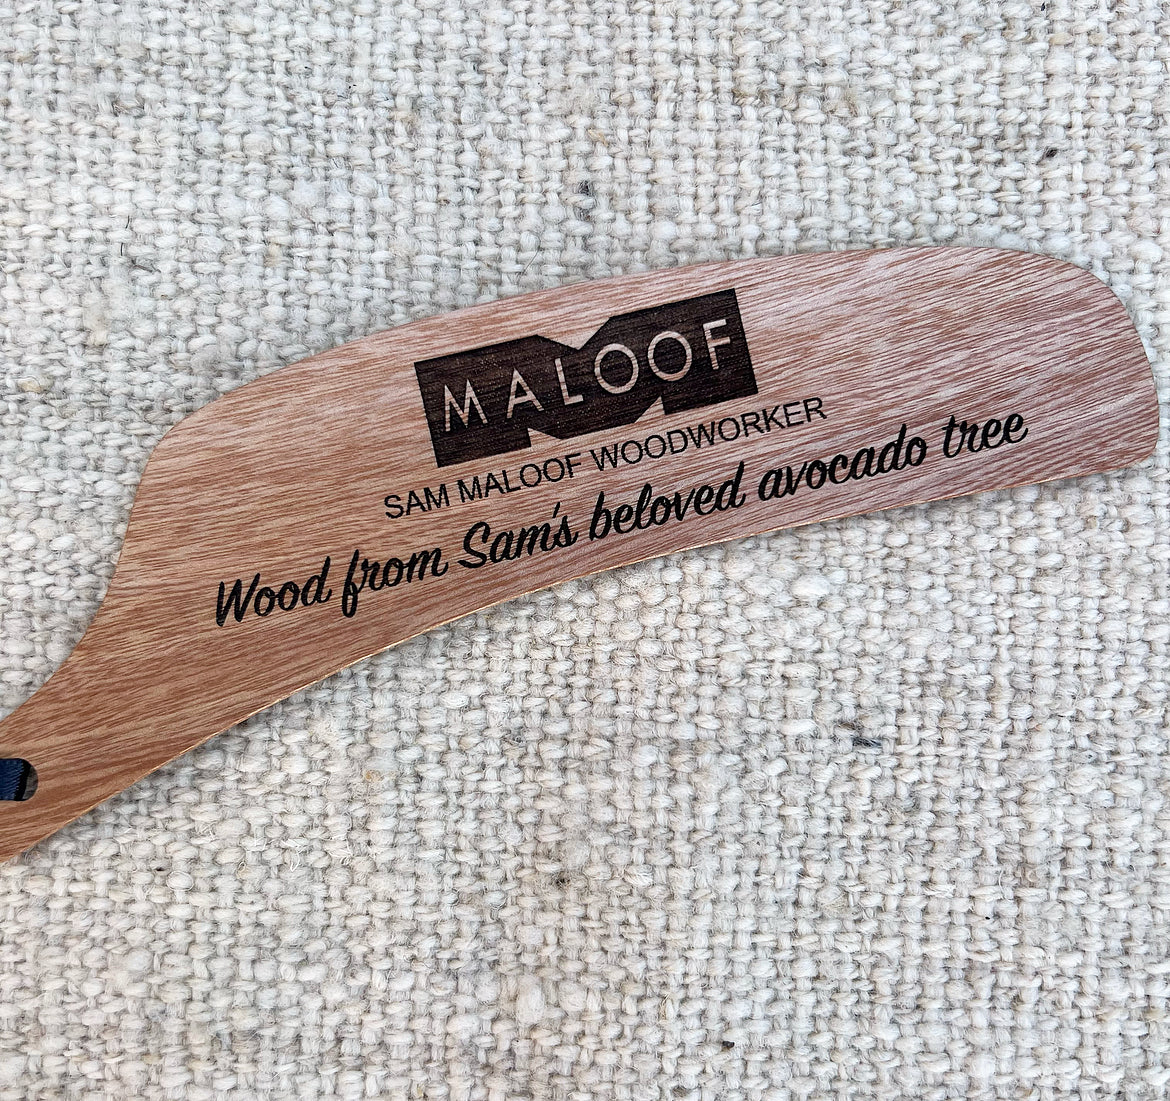 MALOOF
SAM MALOOF WOODWORKER
Wood from Sam's beloved avocado tree